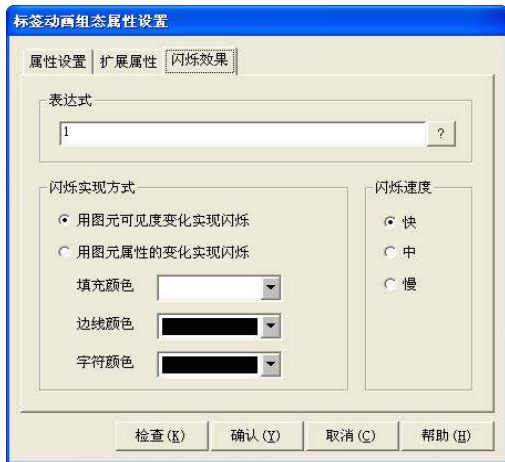 标签动画组态属性设置
属性设置 扩展属性 闪烁效果
表达式
1 ?
闪烁实现方式 闪烁速度
用图元可见度变化实现闪烁 快
用图元属性的变化实现闪烁 中
填充颜色 慢
边线颜色
字符颜色
检查(K) 确认(Y) 取消(C) 帮助(H)